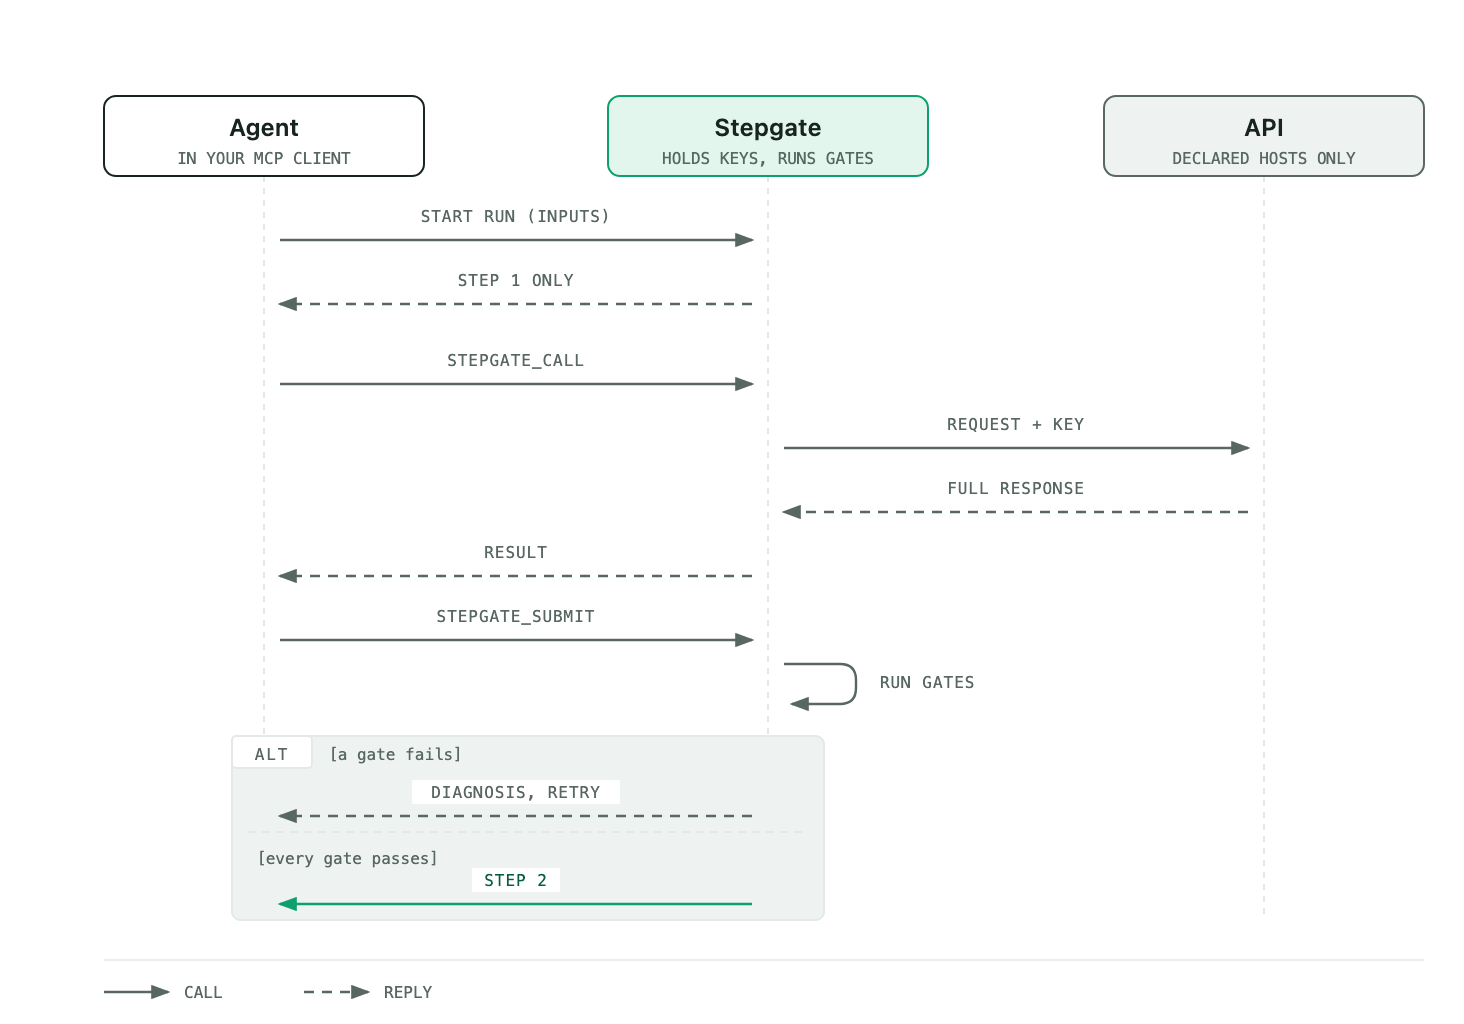 Agent
IN YOUR MCP CLIENT
Stepgate
HOLDS KEYS, RUNS GATES
API
DECLARED HOSTS ONLY
START RUN (INPUTS)
STEP 1 ONLY
STEPGATE_CALL
REQUEST + KEY
FULL RESPONSE
RESULT
STEPGATE_SUBMIT
RUN GATES
ALT [a gate fails]
DIAGNOSIS, RETRY
[every gate passes]
STEP 2
CALL REPLY